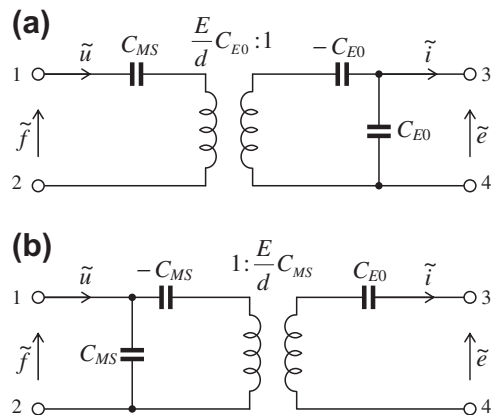 (a)
ũ C_MS E/d C_E0 : 1 −C_E0 ĩ
1 3
f̃ C_E0 ẽ
2 4
(b)
ũ −C_MS 1 : E/d C_MS C_E0 ĩ
1 3
f̃ C_MS ẽ
2 4